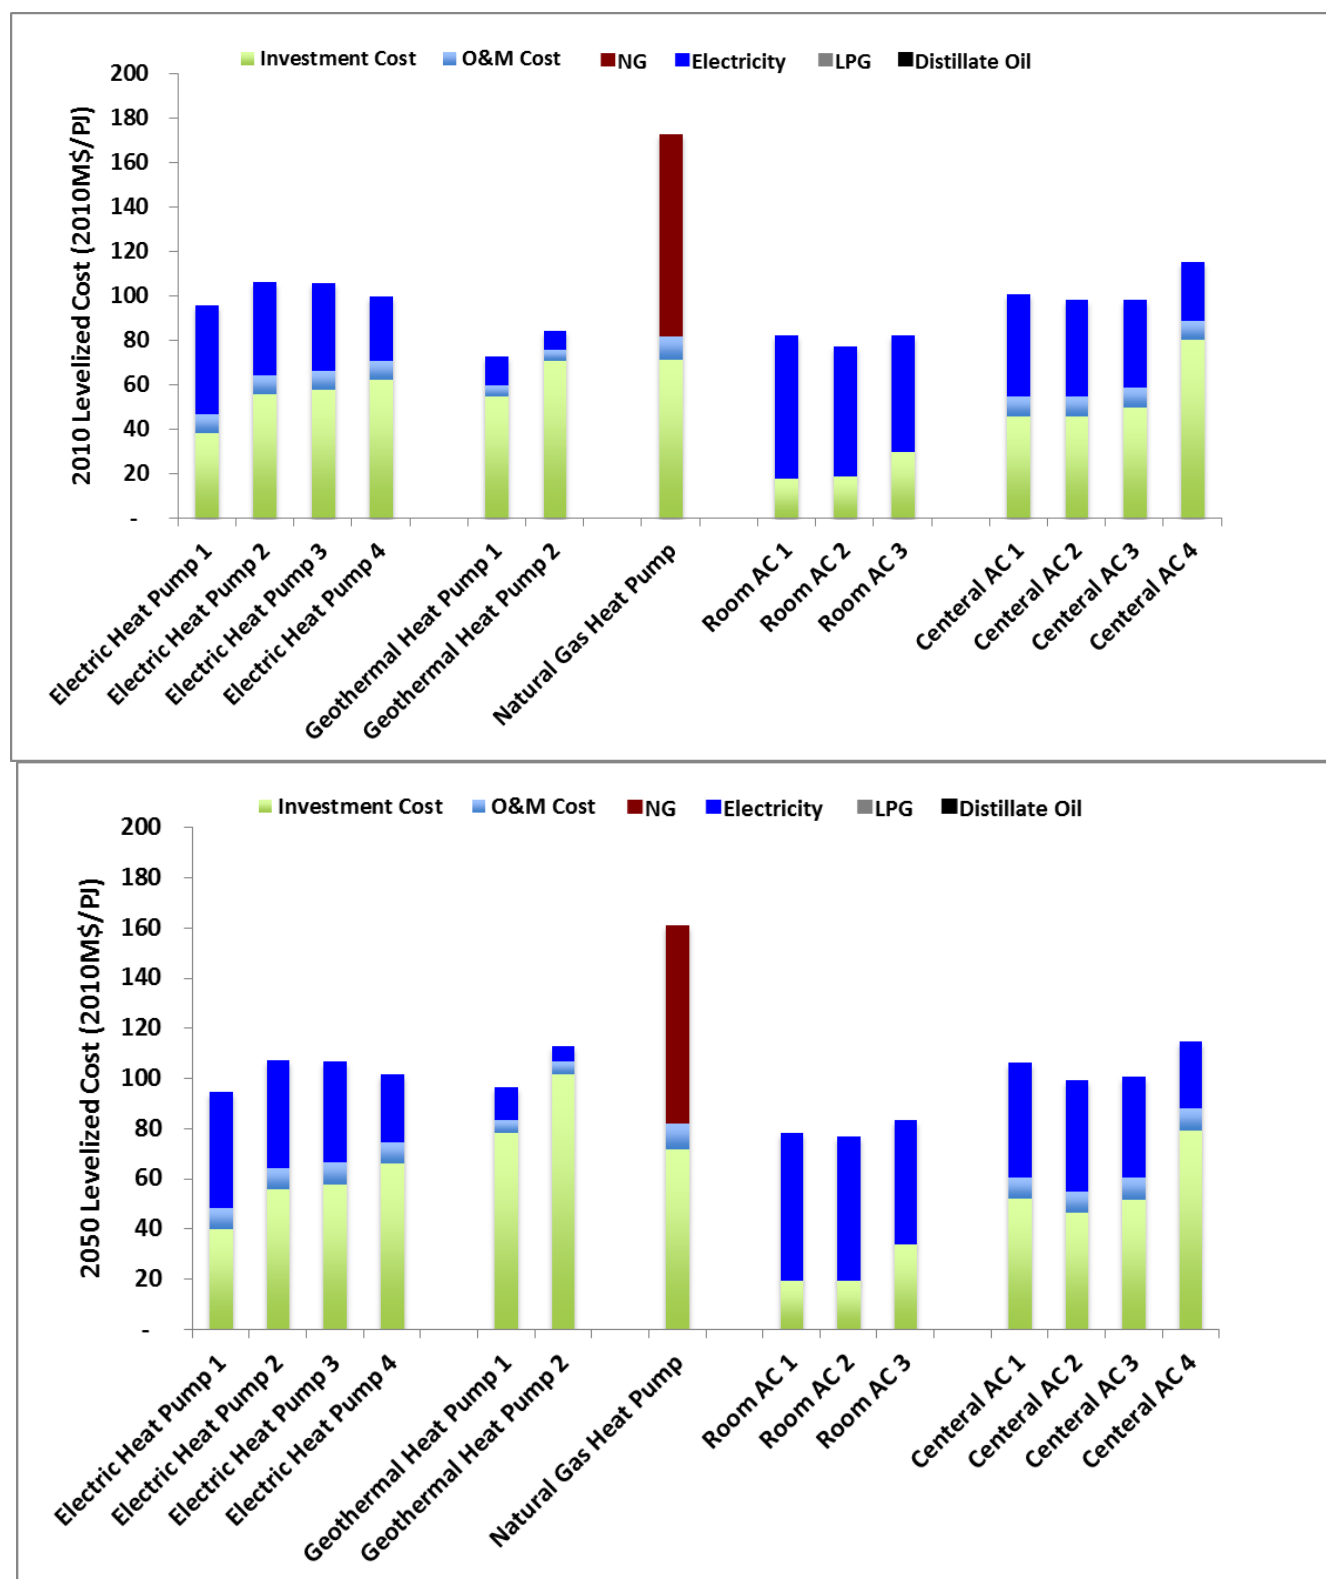 Investment Cost O&M Cost NG Electricity LPG Distillate Oil
2010 Levelized Cost (2010M$/PJ)
200
180
160
140
120
100
80
60
40
20
-
Electric Heat Pump 1
Electric Heat Pump 2
Electric Heat Pump 3
Electric Heat Pump 4
Geothermal Heat Pump 1
Geothermal Heat Pump 2
Natural Gas Heat Pump
Room AC 1
Room AC 2
Room AC 3
Centeral AC 1
Centeral AC 2
Centeral AC 3
Centeral AC 4
Investment Cost O&M Cost NG Electricity LPG Distillate Oil
2050 Levelized Cost (2010M$/PJ)
200
180
160
140
120
100
80
60
40
20
-
Electric Heat Pump 1
Electric Heat Pump 2
Electric Heat Pump 3
Electric Heat Pump 4
Geothermal Heat Pump 1
Geothermal Heat Pump 2
Natural Gas Heat Pump
Room AC 1
Room AC 2
Room AC 3
Centeral AC 1
Centeral AC 2
Centeral AC 3
Centeral AC 4